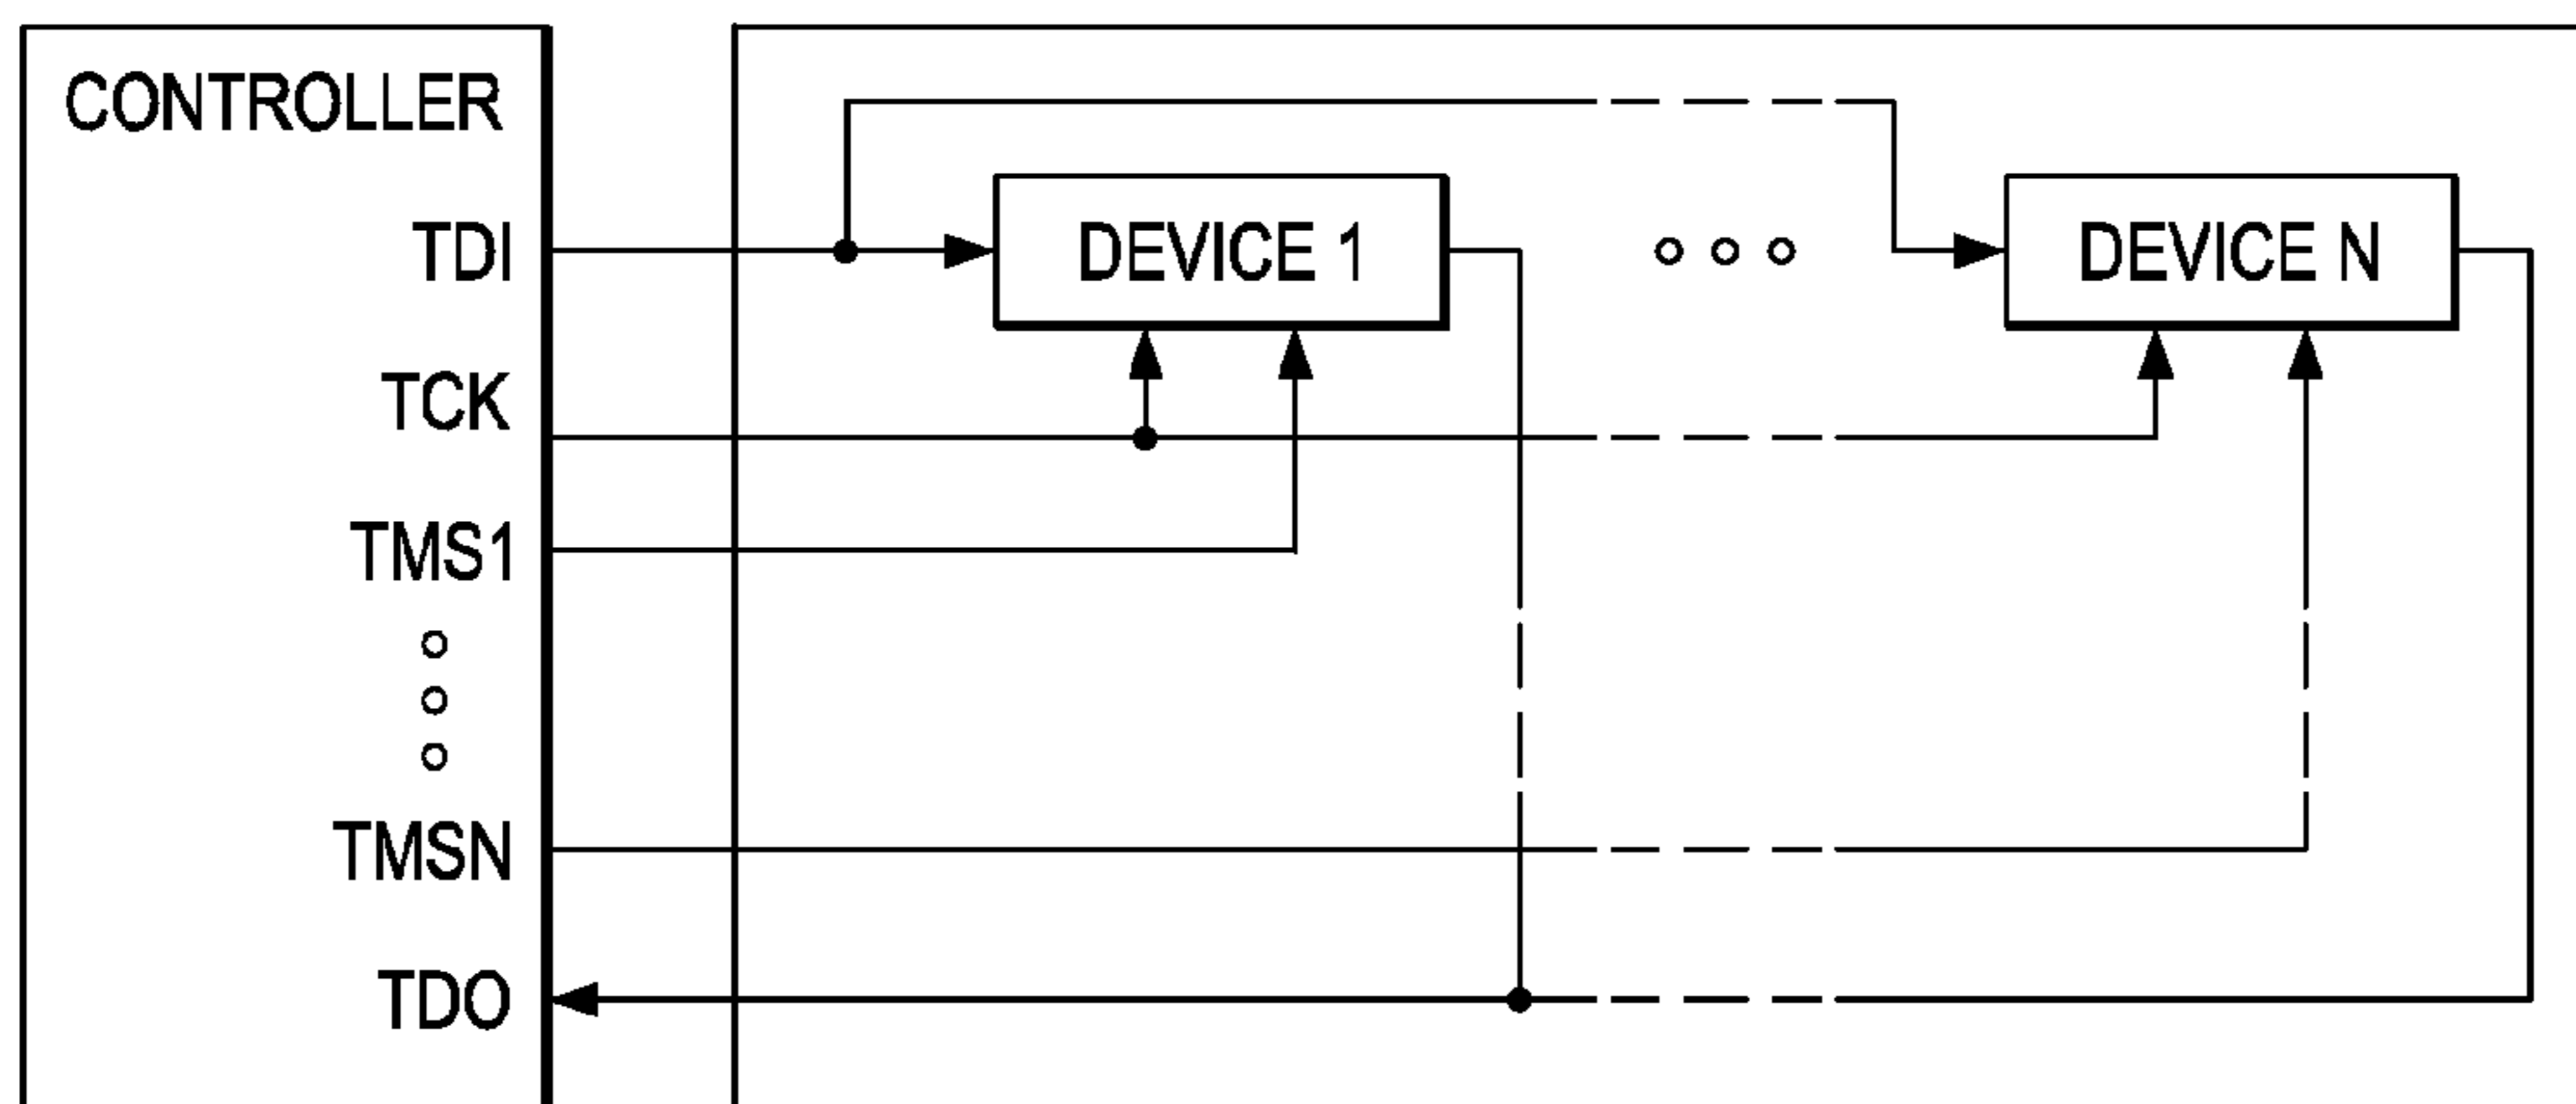 CONTROLLER
TDI
DEVICE 1
DEVICE N
TCK
TMS1
TMSN
TDO